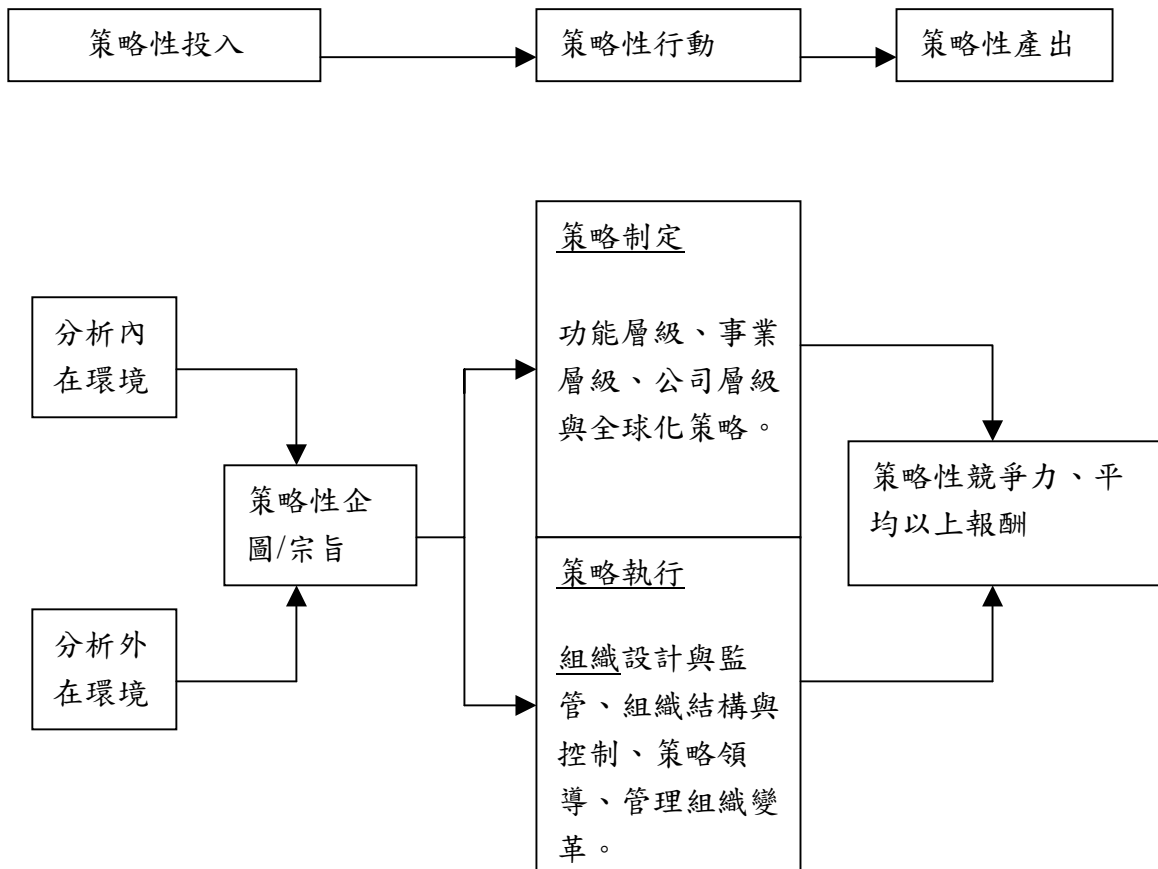 策略性投入
策略性行動
策略性產出
分析內
在環境
分析外
在環境
策略性企
圖/宗旨
策略制定
功能層級、事業
層級、公司層級
與全球化策略。
策略執行
組織設計與監
管、組織結構與
控制、策略領
導、管理組織變
革。
策略性競爭力、平
均以上報酬